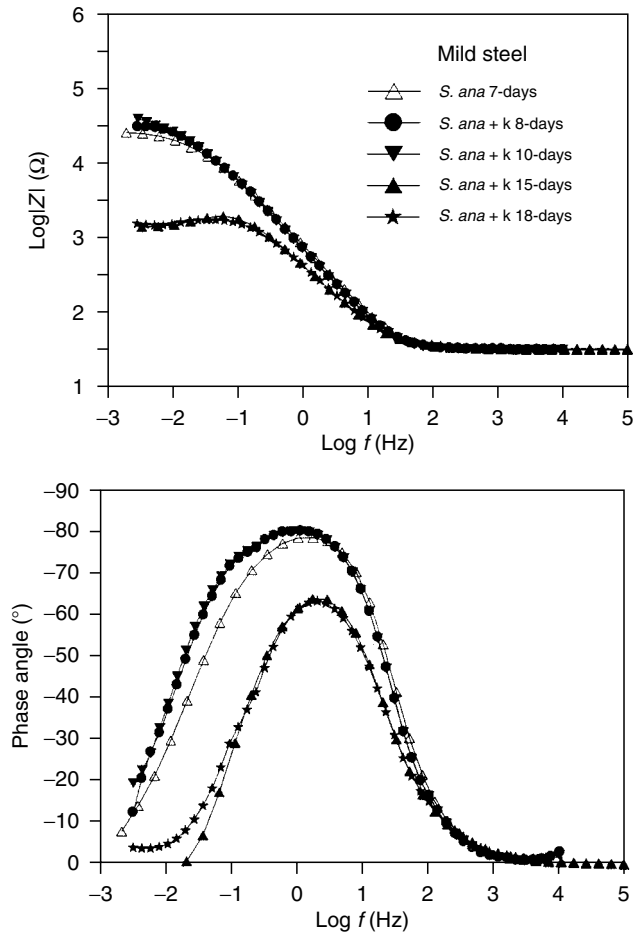 6
5
4
3
2
1
Log|Z| (Ω)
Mild steel
S. ana 7-days
S. ana + k 8-days
S. ana + k 10-days
S. ana + k 15-days
S. ana + k 18-days
−3 −2 −1 0 1 2 3 4 5
Log f (Hz)
−90
−80
−70
−60
−50
−40
−30
−20
−10
0
Phase angle (°)
−3 −2 −1 0 1 2 3 4 5
Log f (Hz)